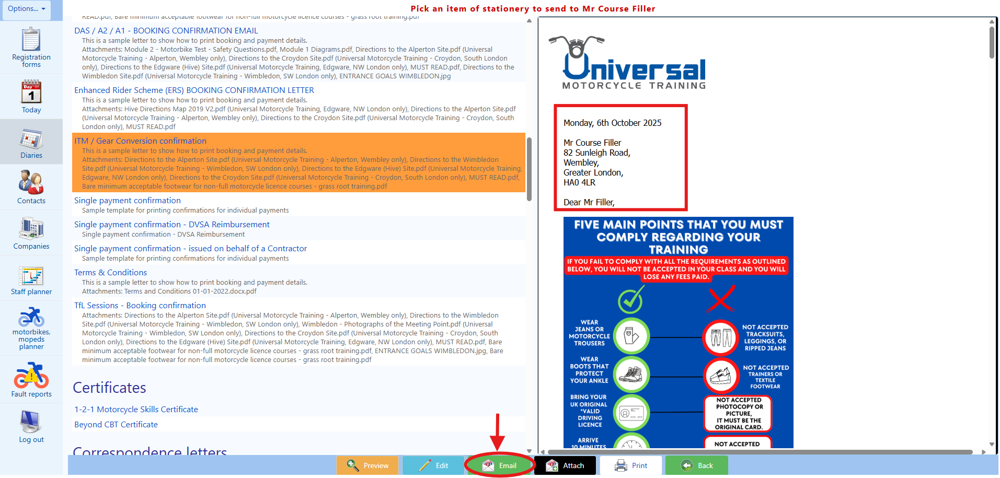 Options...
Pick an item of stationery to send to Mr Course Filler
Registration
forms
Day
1
Today
Diaries
Contacts
Companies
Staff planner
motorbikes,
mopeds
planner
Fault reports
Log out
READ.pdf, Bare minimum acceptable footwear for non-full motorcycle licence courses - grass root training.pdf
DAS / A2 / A1 - BOOKING CONFIRMATION EMAIL
This is a sample letter to show how to print booking and payment details.
Attachments: Module 2 - Motorbike Test - Safety Questions.pdf, Module 1 Diagrams.pdf, Directions to the Alperton Site.pdf (Universal
Motorcycle Training - Alperton, Wembley only), Directions to the Croydon Site.pdf (Universal Motorcycle Training - Croydon, South London
only), Directions to the Edgware (Hive) Site.pdf (Universal Motorcycle Training, Edgware, NW London only), MUST READ.pdf, Directions to the
Wimbledon Site.pdf (Universal Motorcycle Training - Wimbledon, SW London only), ENTRANCE GOALS WIMBLEDON.jpg
Enhanced Rider Scheme (ERS) BOOKING CONFIRMATION LETTER
This is a sample letter to show how to print booking and payment details.
Attachments: Hive Directions Map 2019 V2.pdf (Universal Motorcycle Training, Edgware, NW London only), Directions to the Alperton Site.pdf
(Universal Motorcycle Training - Alperton, Wembley only), Directions to the Croydon Site.pdf (Universal Motorcycle Training - Croydon, South
London only), MUST READ.pdf
ITM / Gear Conversion confirmation
This is a sample letter to show how to print booking and payment details.
Attachments: Directions to the Alperton Site.pdf (Universal Motorcycle Training - Alperton, Wembley only), Directions to the Wimbledon
Site.pdf (Universal Motorcycle Training - Wimbledon, SW London only), Directions to the Edgware (Hive) Site.pdf (Universal Motorcycle Training,
Edgware, NW London only), Directions to the Croydon Site.pdf (Universal Motorcycle Training - Croydon, South London only), MUST READ.pdf,
Bare minimum acceptable footwear for non-full motorcycle licence courses - grass root training.pdf
Single payment confirmation
Sample template for printing confirmations for individual payments
Single payment confirmation - DVSA Reimbursement
Single payment confirmation - DVSA Reimbursement
Single payment confirmation - issued on behalf of a Contractor
Sample template for printing confirmations for individual payments
Terms & Conditions
This is a sample letter to show how to print booking and payment details.
Attachments: Terms and Conditions 01-01-2022.docx.pdf
TfL Sessions - Booking confirmation
Attachments: Directions to the Alperton Site.pdf (Universal Motorcycle Training - Alperton, Wembley only), Directions to the Wimbledon
Site.pdf (Universal Motorcycle Training - Wimbledon, SW London only), Wimbledon - Photographs of the Meeting Point.pdf (Universal
Motorcycle Training - Wimbledon, SW London only), Directions to the Croydon Site.pdf (Universal Motorcycle Training - Croydon, South
London only), Directions to the Edgware (Hive) Site.pdf (Universal Motorcycle Training, Edgware, NW London only), MUST READ.pdf, Bare
minimum acceptable footwear for non-full motorcycle licence courses - grass root training.pdf, ENTRANCE GOALS WIMBLEDON.jpg, Bare
minimum acceptable footwear for non-full motorcycle licence courses - grass root training.pdf
Certificates
1-2-1 Motorcycle Skills Certificate
Beyond CBT Certificate
Correspondence letters
Universal
MOTORCYCLE TRAINING
Monday, 6th October 2025
Mr Course Filler
82 Sunleigh Road,
Wembley,
Greater London,
HA0 4LR
Dear Mr Filler,
FIVE MAIN POINTS THAT YOU MUST
COMPLY REGARDING YOUR
TRAINING
IF YOU FAIL TO COMPLY WITH ALL THE REQUIREMENTS AS OUTLINED
BELOW, YOU WILL NOT BE ACCEPTED IN YOUR CLASS AND YOU WILL
LOSE ANY FEES PAID.
WEAR
JEANS OR
MOTORCYCLE
TROUSERS
NOT ACCEPTED
TRACKSUITS,
LEGGINGS, OR
RIPPED JEANS
WEAR
BOOTS THAT
PROTECT
YOUR ANKLE
NOT ACCEPTED
TRAINERS OR
TEXTILE
FOOTWEAR
BRING YOUR
UK ORIGINAL
*VALID
DRIVING
LICENCE
NOT ACCEPTED
PHOTOCOPY OR
PICTURE,
IT MUST BE THE
ORIGINAL CARD.
ARRIVE
10 MINUTES
NOT ACCEPTED
Preview
Edit
Email
Attach
Print
Back